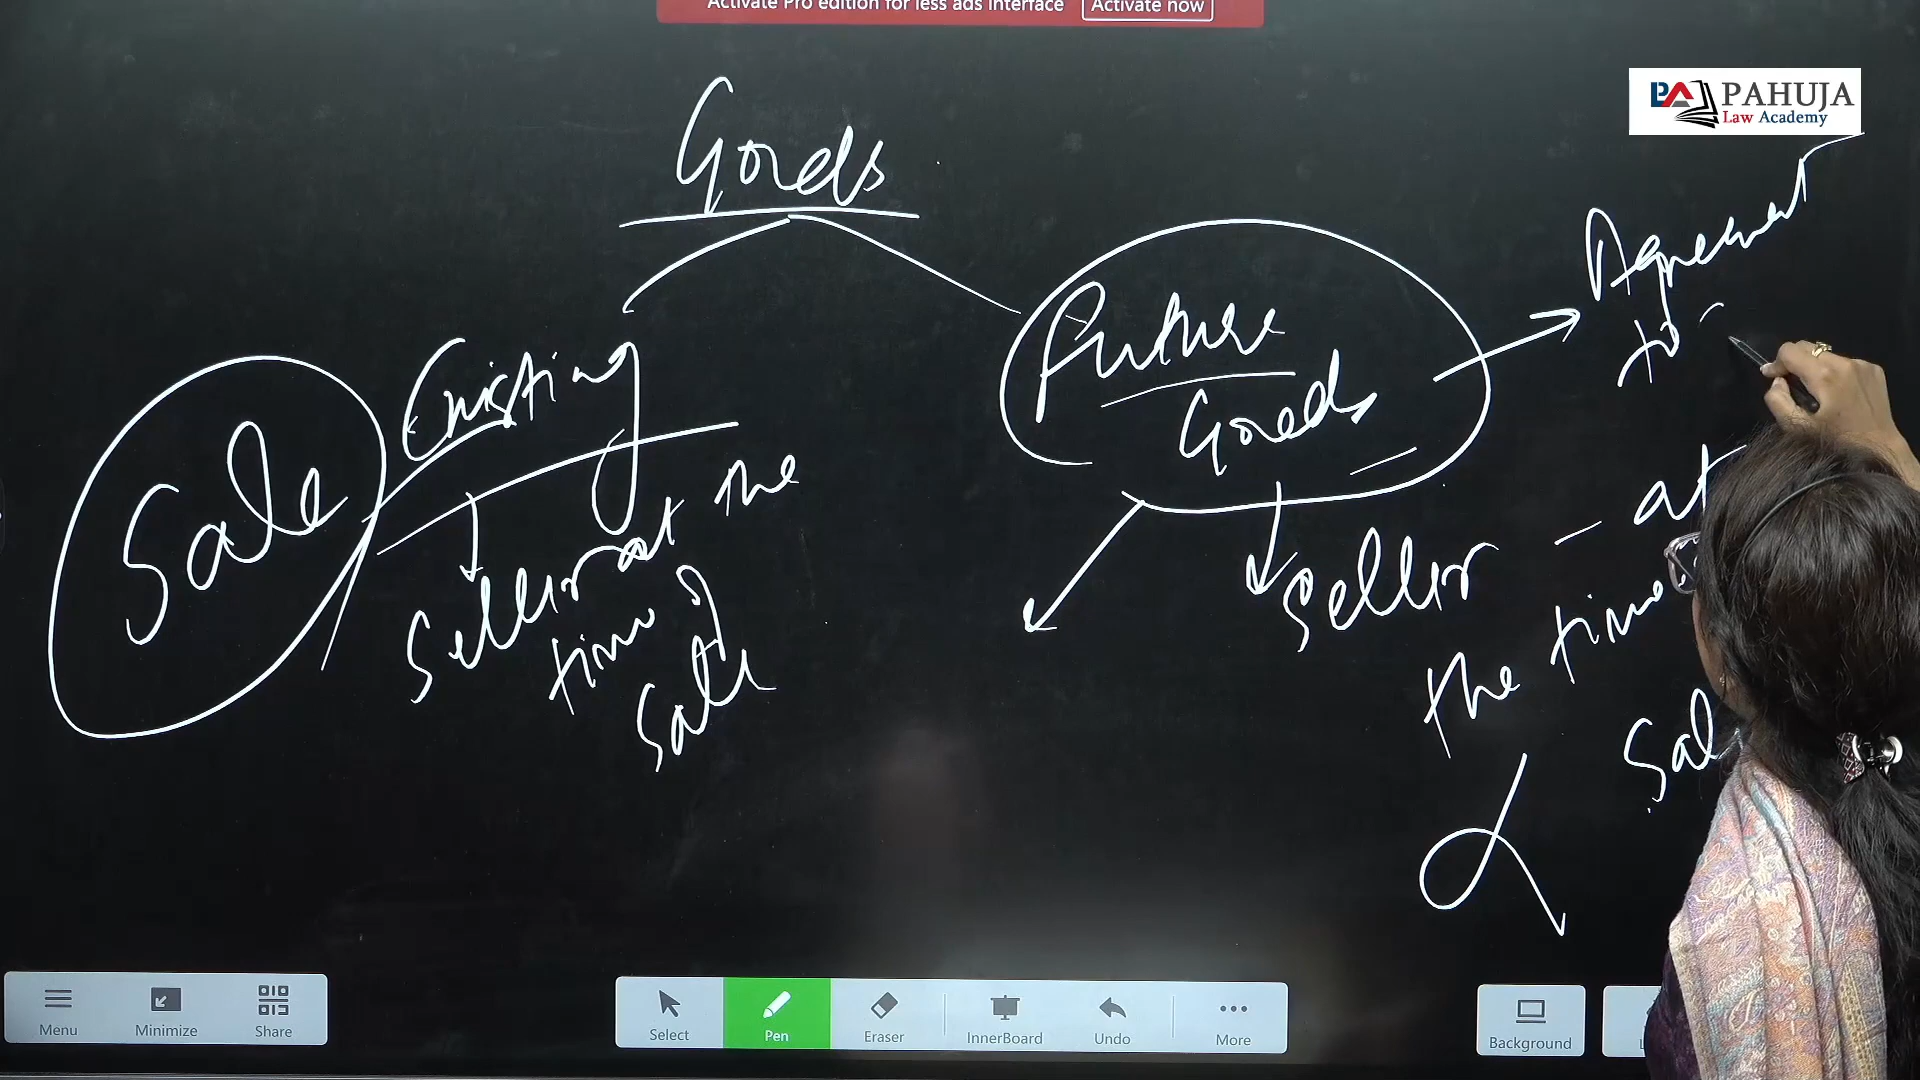 Activate Pro edition for less ads interface Activate now
PAHUJA
Law Academy
Goods
Existing
Sale
Future
Goods
Agreement
to
Seller at the
time of
Sale
Seller - at
the time
Sal
Menu
Minimize
Share
Select
Pen
Eraser
InnerBoard
Undo
More
Background